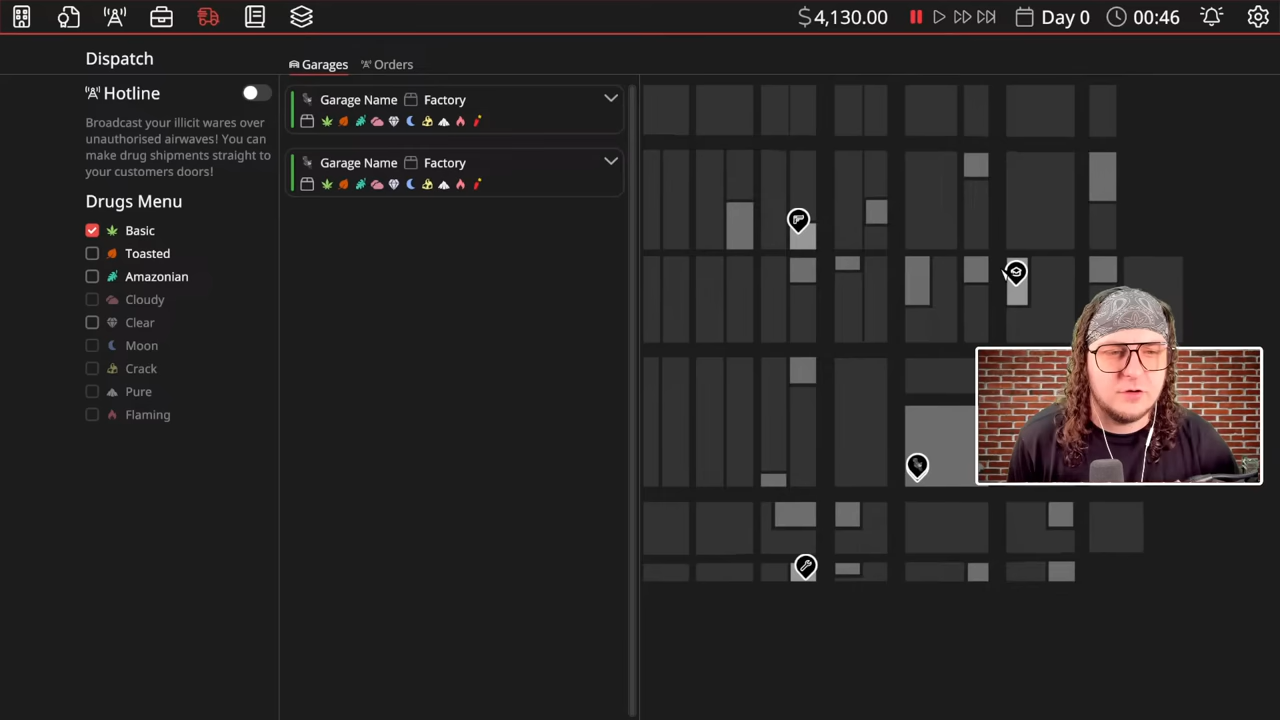 $4,130.00
Day 0
00:46
Dispatch
Garages
Orders
Hotline
Broadcast your illicit wares over
unauthorised airwaves! You can
make drug shipments straight to
your customers doors!
Drugs Menu
Basic
Toasted
Amazonian
Cloudy
Clear
Moon
Crack
Pure
Flaming
Garage Name Factory
Garage Name Factory